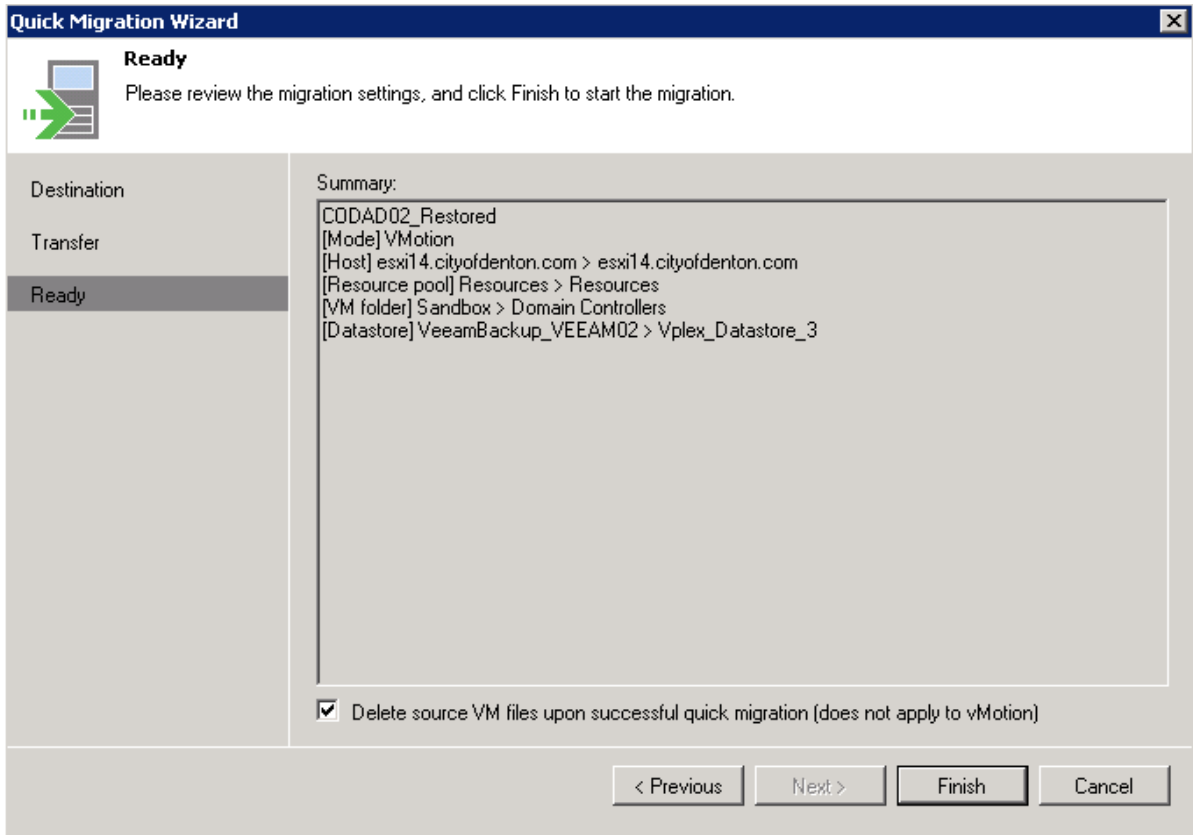 Quick Migration Wizard
Ready
Please review the migration settings, and click Finish to start the migration.
Destination
Transfer
Ready
Summary:
CODAD02_Restored
[Mode] VMotion
[Host] esxi14.cityofdenton.com > esxi14.cityofdenton.com
[Resource pool] Resources > Resources
[VM folder] Sandbox > Domain Controllers
[Datastore] VeeamBackup_VEEAM02 > Vplex_Datastore_3
Delete source VM files upon successful quick migration (does not apply to vMotion)
< Previous
Next >
Finish
Cancel